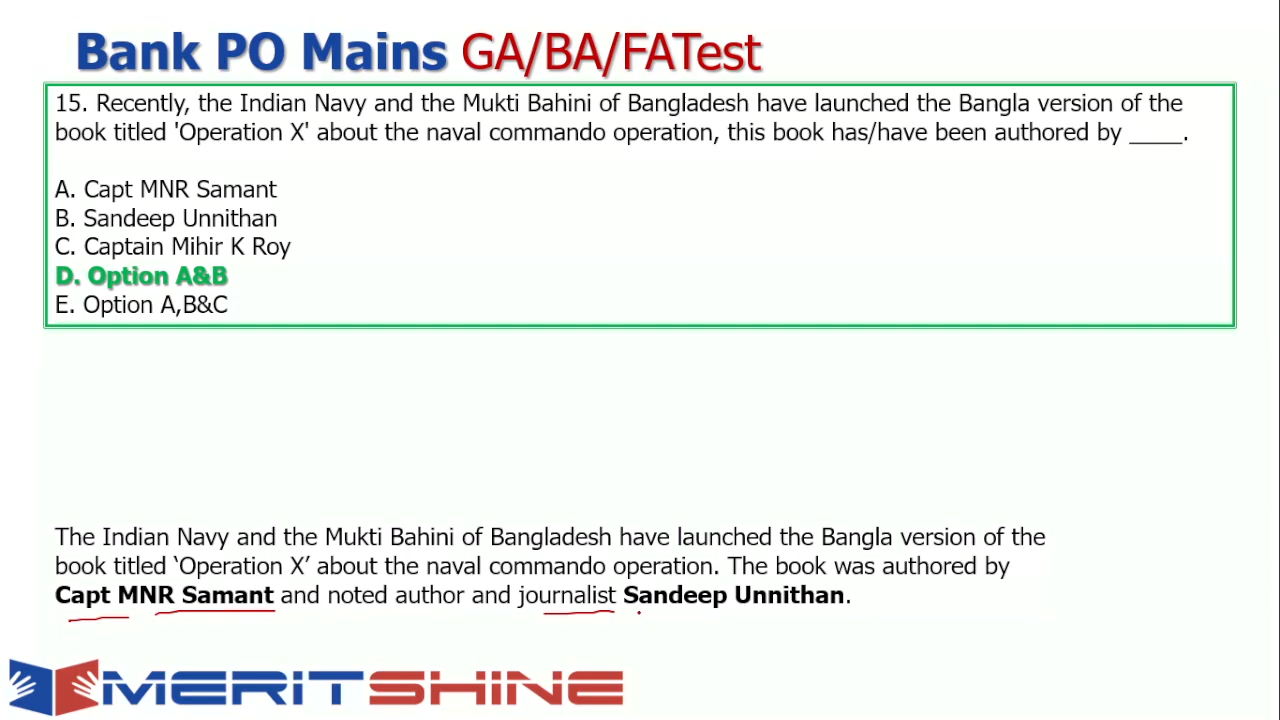 Bank PO Mains GA/BA/FATest
15. Recently, the Indian Navy and the Mukti Bahini of Bangladesh have launched the Bangla version of the
book titled 'Operation X' about the naval commando operation, this book has/have been authored by ____.
A. Capt MNR Samant
B. Sandeep Unnithan
C. Captain Mihir K Roy
D. Option A&B
E. Option A,B&C
The Indian Navy and the Mukti Bahini of Bangladesh have launched the Bangla version of the
book titled ‘Operation X’ about the naval commando operation. The book was authored by
Capt MNR Samant and noted author and journalist Sandeep Unnithan.
MERITSHINE